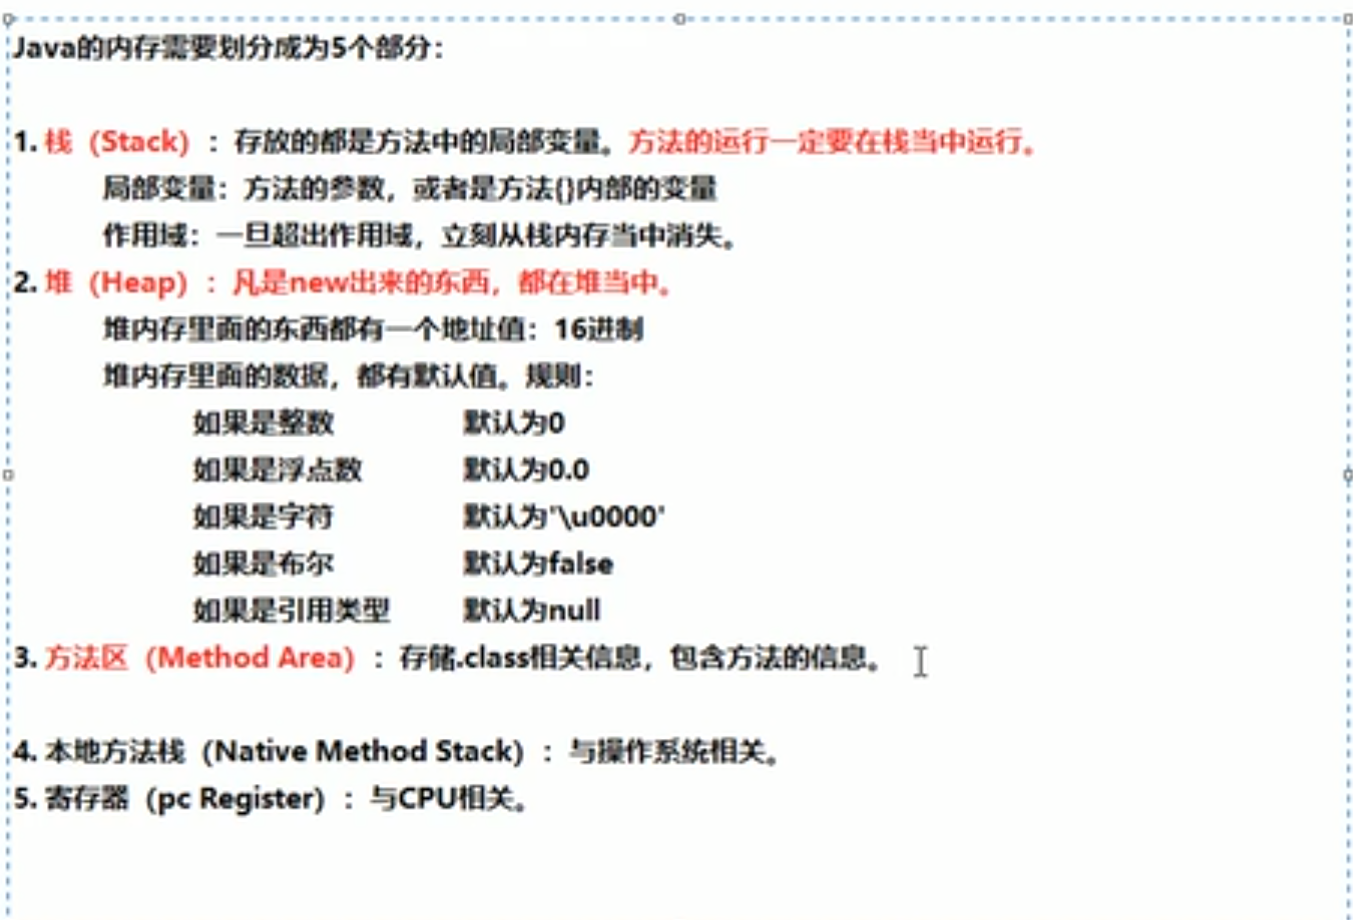 Java的内存需要划分成为5个部分：
1. 栈（Stack）：存放的都是方法中的局部变量。方法的运行一定要在栈当中运行。
局部变量：方法的参数，或者是方法{}内部的变量
作用域：一旦超出作用域，立刻从栈内存当中消失。
2. 堆（Heap）：凡是new出来的东西，都在堆当中。
堆内存里面的东西都有一个地址值：16进制
堆内存里面的数据，都有默认值。规则：
如果是整数 默认为0
如果是浮点数 默认为0.0
如果是字符 默认为'\u0000'
如果是布尔 默认为false
如果是引用类型 默认为null
3. 方法区（Method Area）：存储.class相关信息，包含方法的信息。
4. 本地方法栈（Native Method Stack）：与操作系统相关。
5. 寄存器（pc Register）：与CPU相关。